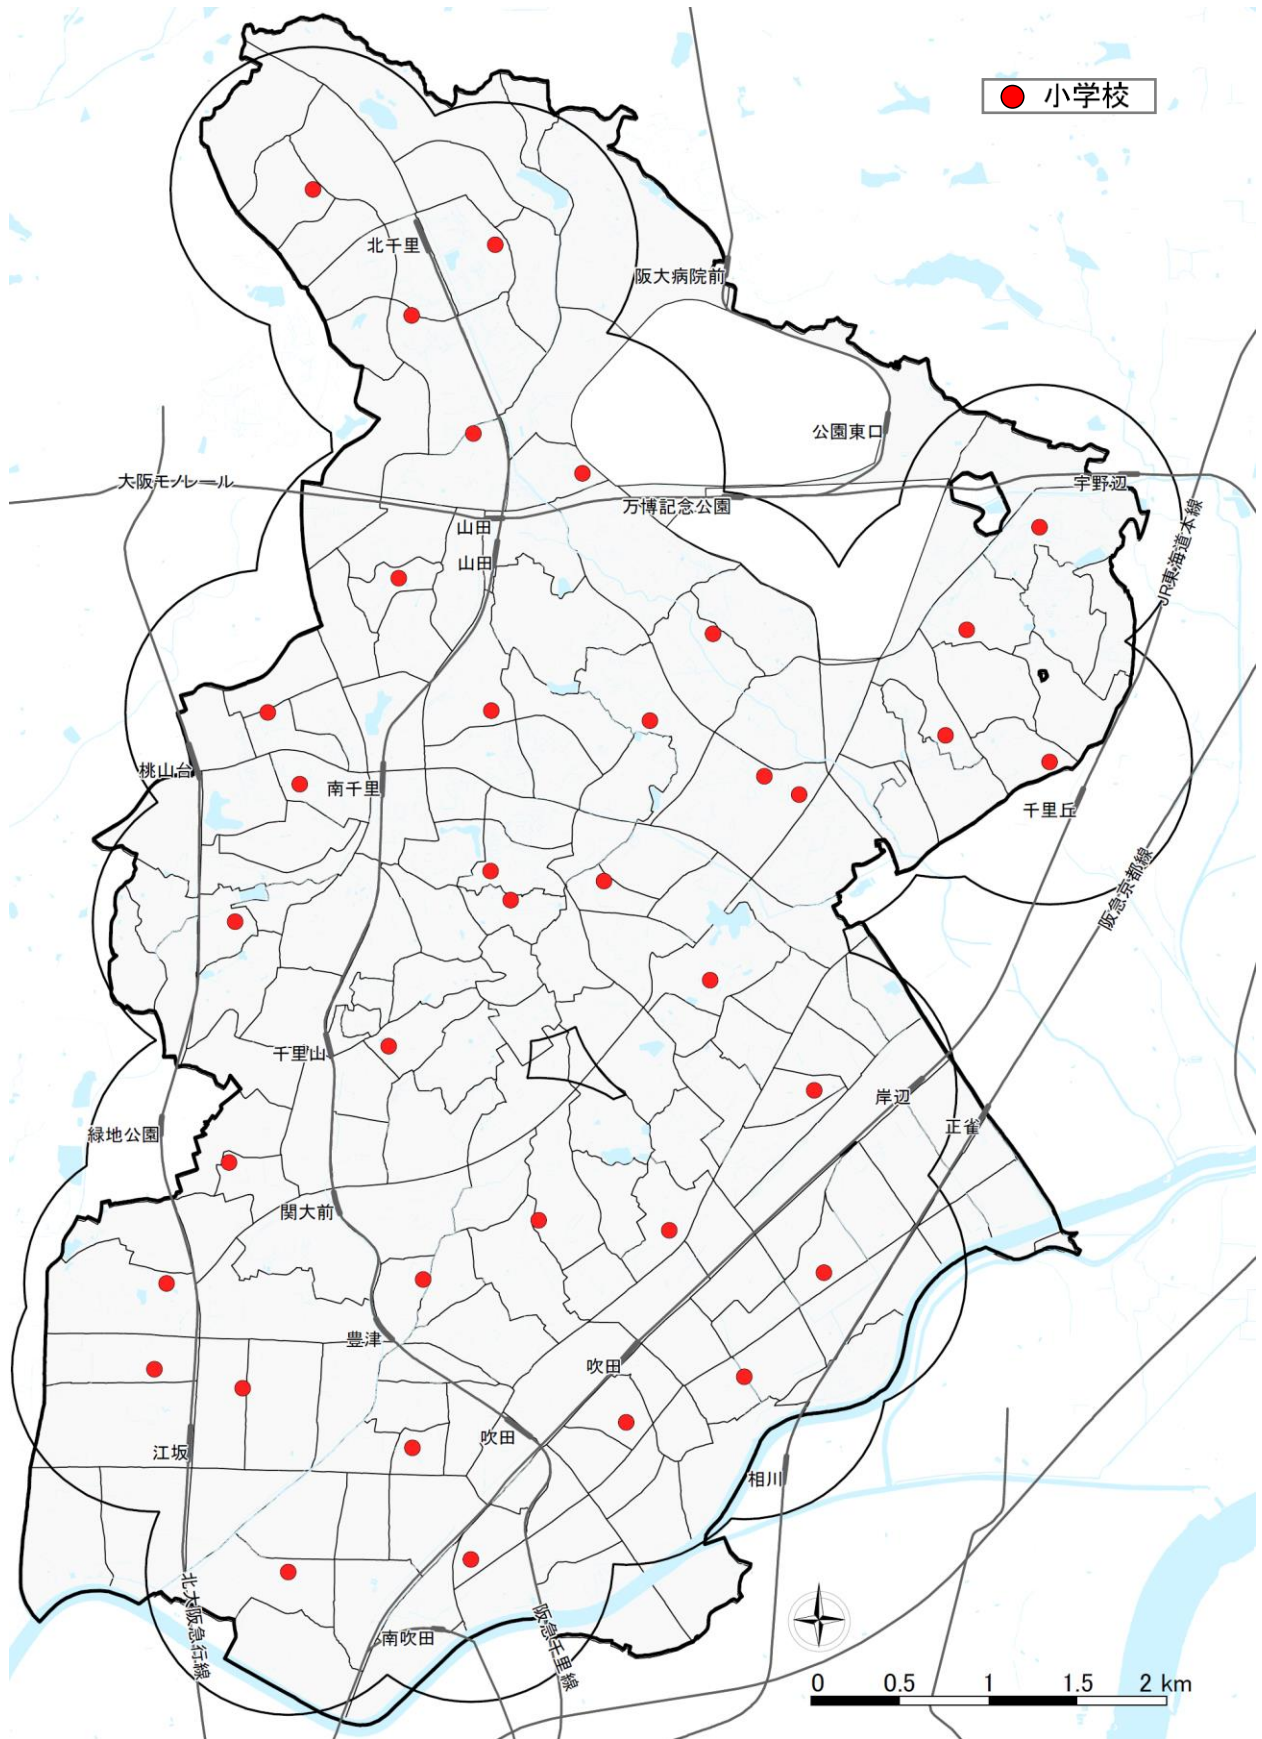 小学校
北千里
阪大病院前
公園東口
大阪モノレール
宇野辺
万博記念公園
山田
山田
JR東海道本線
桃山台
南千里
千里丘
阪急京都線
千里山
岸辺
緑地公園
正雀
関大前
豊津
吹田
吹田
江坂
相川
北大阪急行線
阪急千里線
南吹田
0 0.5 1 1.5 2 km